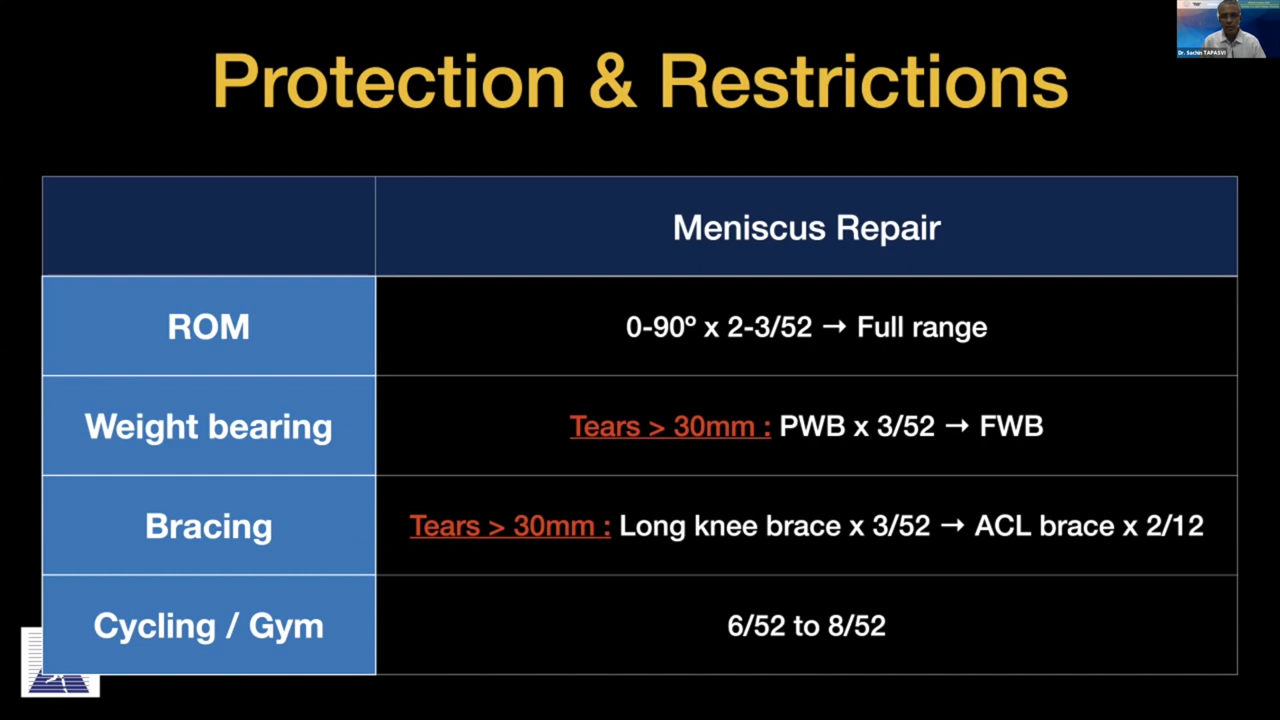 Dr. Sachin TAPASVI
Protection & Restrictions
Meniscus Repair
ROM
0-90º x 2-3/52 → Full range
Weight bearing
Tears > 30mm : PWB x 3/52 → FWB
Bracing
Tears > 30mm : Long knee brace x 3/52 → ACL brace x 2/12
Cycling / Gym
6/52 to 8/52